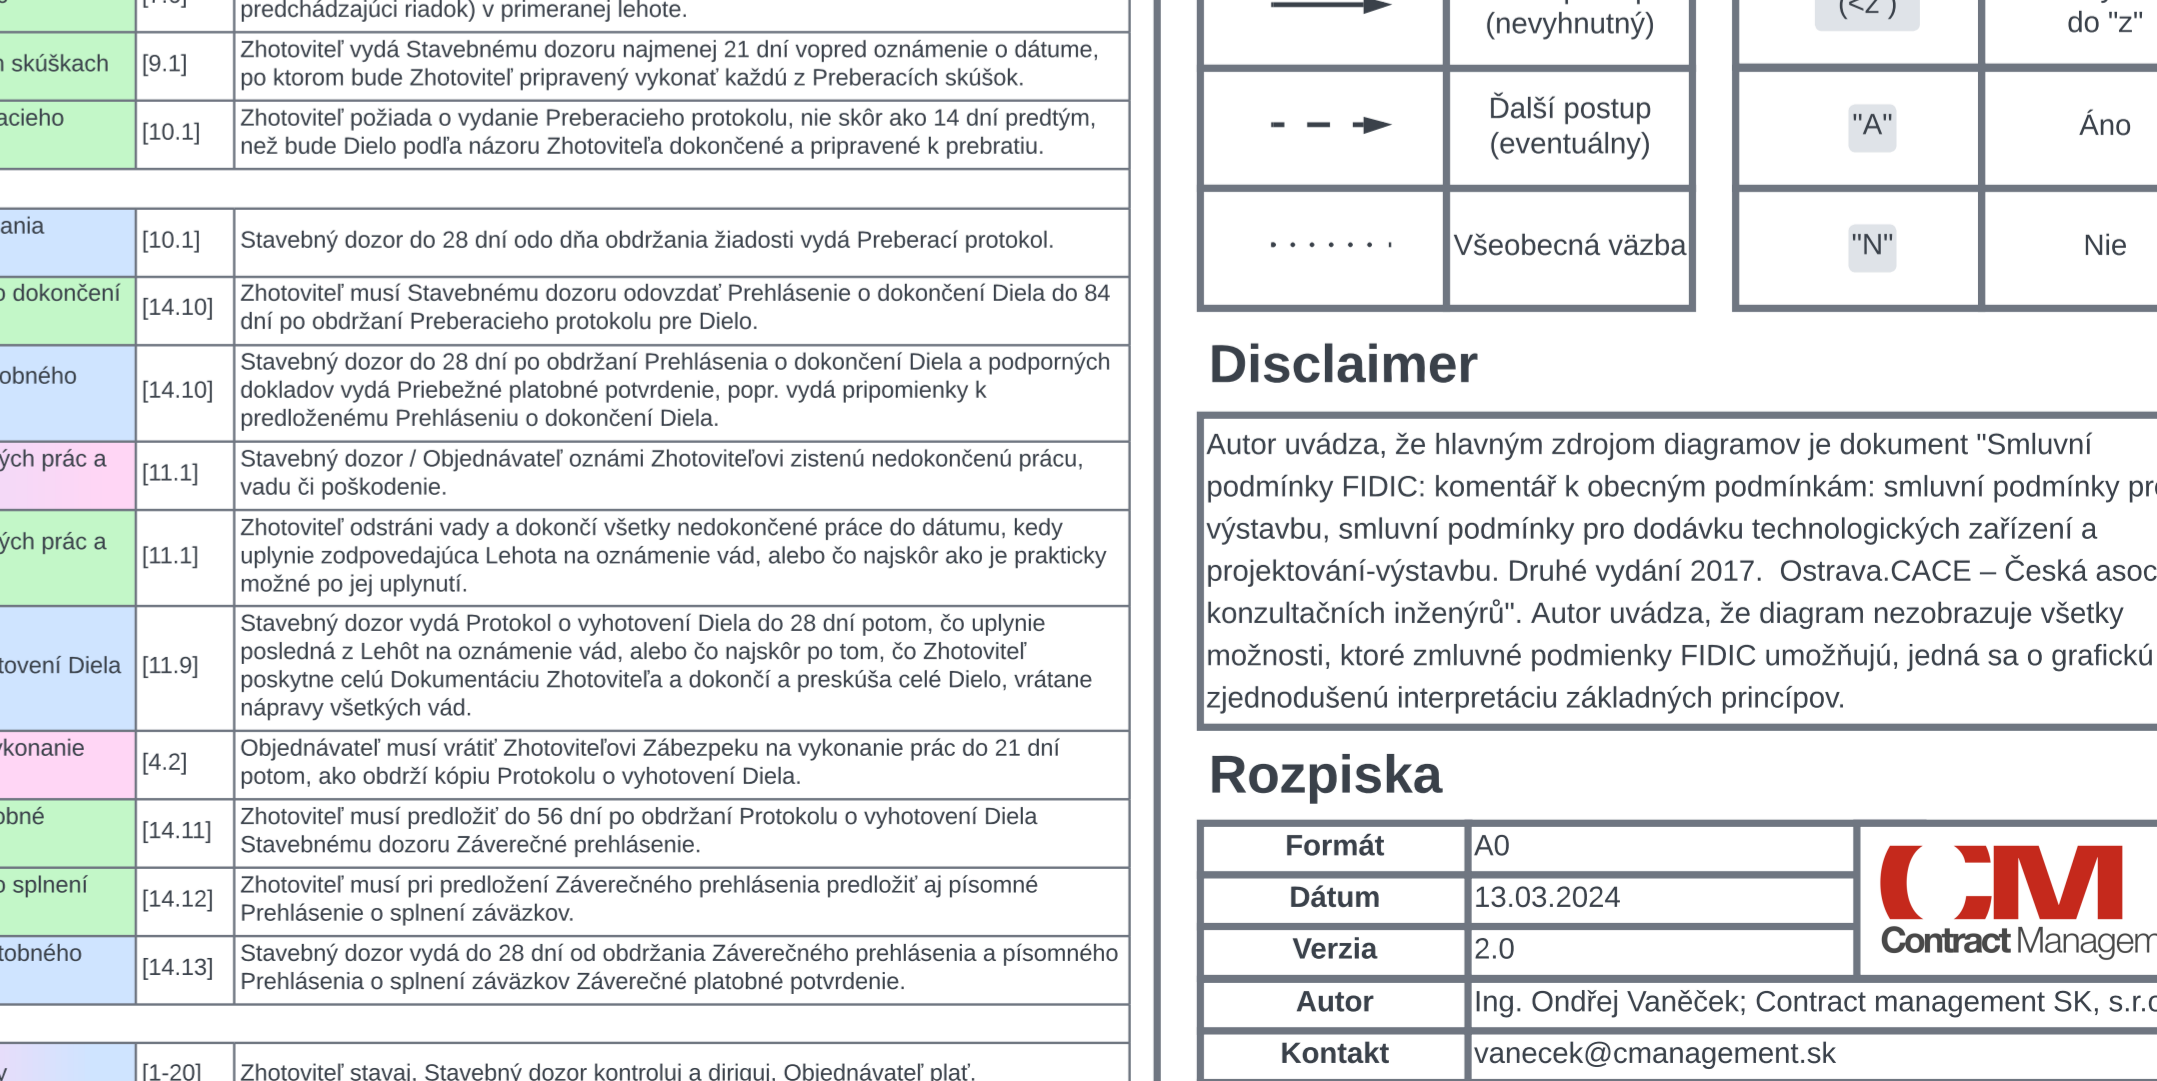 predchádzajúci riadok) v primeranej lehote.
skúškach
[9.1]
Zhotoviteľ vydá Stavebnému dozoru najmenej 21 dní vopred oznámenie o dátume,
po ktorom bude Zhotoviteľ pripravený vykonať každú z Preberacích skúšok.
acieho
[10.1]
Zhotoviteľ požiada o vydanie Preberacieho protokolu, nie skôr ako 14 dní predtým,
než bude Dielo podľa názoru Zhotoviteľa dokončené a pripravené k prebratiu.
ania
[10.1]
Stavebný dozor do 28 dní odo dňa obdržania žiadosti vydá Preberací protokol.
o dokončení
[14.10]
Zhotoviteľ musí Stavebnému dozoru odovzdať Prehlásenie o dokončení Diela do 84
dní po obdržaní Preberacieho protokolu pre Dielo.
obného
[14.10]
Stavebný dozor do 28 dní po obdržaní Prehlásenia o dokončení Diela a podporných
dokladov vydá Priebežné platobné potvrdenie, popr. vydá pripomienky k
predloženému Prehláseniu o dokončení Diela.
ých prác a
[11.1]
Stavebný dozor / Objednávateľ oznámi Zhotoviteľovi zistenú nedokončenú prácu,
vadu či poškodenie.
ých prác a
[11.1]
Zhotoviteľ odstráni vady a dokončí všetky nedokončené práce do dátumu, kedy
uplynie zodpovedajúca Lehota na oznámenie vád, alebo čo najskôr ako je prakticky
možné po jej uplynutí.
tovení Diela
[11.9]
Stavebný dozor vydá Protokol o vyhotovení Diela do 28 dní potom, čo uplynie
posledná z Lehôt na oznámenie vád, alebo čo najskôr po tom, čo Zhotoviteľ
poskytne celú Dokumentáciu Zhotoviteľa a dokončí a preskúša celé Dielo, vrátane
nápravy všetkých vád.
ykonanie
[4.2]
Objednávateľ musí vrátiť Zhotoviteľovi Zábezpeku na vykonanie prác do 21 dní
potom, ako obdrží kópiu Protokolu o vyhotovení Diela.
obné
[14.11]
Zhotoviteľ musí predložiť do 56 dní po obdržaní Protokolu o vyhotovení Diela
Stavebnému dozoru Záverečné prehlásenie.
o splnení
[14.12]
Zhotoviteľ musí pri predložení Záverečného prehlásenia predložiť aj písomné
Prehlásenie o splnení záväzkov.
tobného
[14.13]
Stavebný dozor vydá do 28 dní od obdržania Záverečného prehlásenia a písomného
Prehlásenia o splnení záväzkov Záverečné platobné potvrdenie.
[1-20]
Zhotoviteľ stavaj, Stavebný dozor kontroluj a diriguj, Objednávateľ plať.
(nevyhnutný)
do "z"
Ďalší postup
(eventuálny)
"A"
Áno
Všeobecná väzba
"N"
Nie
Disclaimer
Autor uvádza, že hlavným zdrojom diagramov je dokument "Smluvní
podmínky FIDIC: komentář k obecným podmínkám: smluvní podmínky pro
výstavbu, smluvní podmínky pro dodávku technologických zařízení a
projektování-výstavbu. Druhé vydání 2017.  Ostrava.CACE – Česká asoc
konzultačních inženýrů". Autor uvádza, že diagram nezobrazuje všetky
možnosti, ktoré zmluvné podmienky FIDIC umožňujú, jedná sa o grafickú
zjednodušenú interpretáciu základných princípov.
Rozpiska
Formát
A0
Dátum
13.03.2024
Verzia
2.0
CM
Contract Managem
Autor
Ing. Ondřej Vaněček; Contract management SK, s.r.o
Kontakt
vanecek@cmanagement.sk